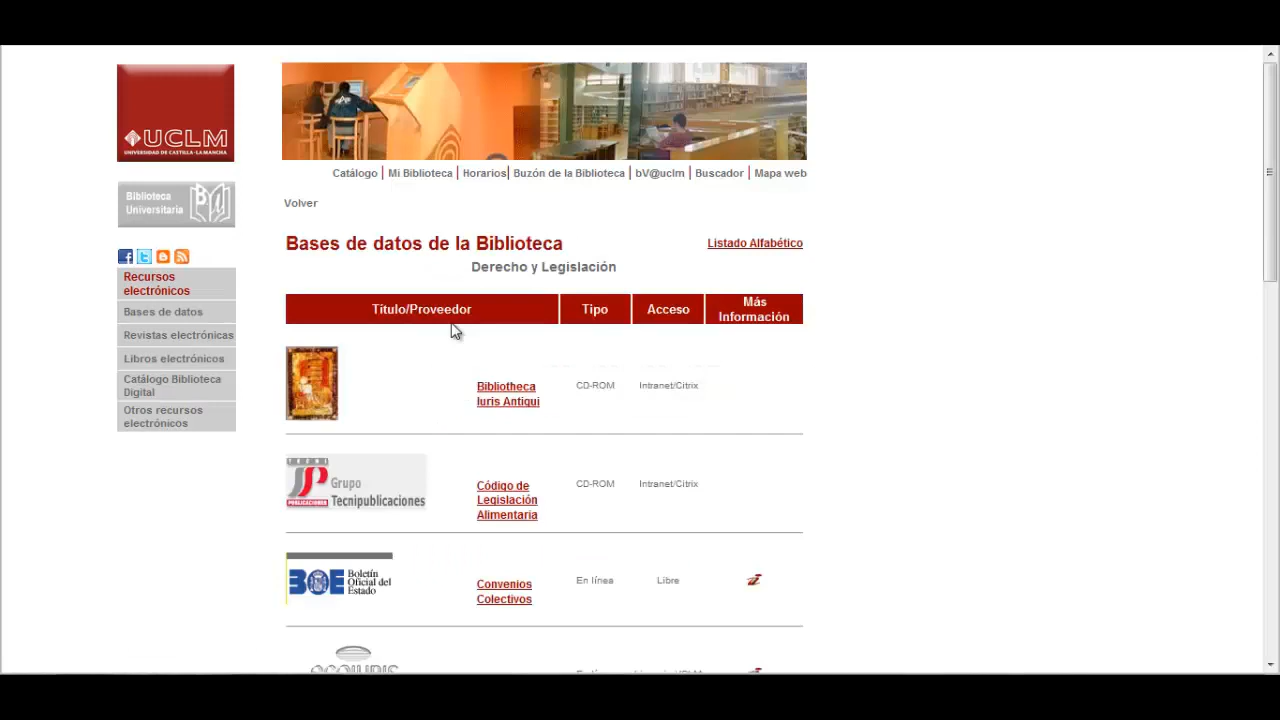 UCLM
UNIVERSIDAD DE CASTILLA-LA MANCHA
Catálogo | Mi Biblioteca | Horarios| Buzón de la Biblioteca | bV@uclm | Buscador | Mapa web
Biblioteca
Universitaria
Volver
Bases de datos de la Biblioteca
Listado Alfabético
Derecho y Legislación
Recursos
electrónicos
Bases de datos
Revistas electrónicas
Libros electrónicos
Catálogo Biblioteca
Digital
Otros recursos
electrónicos
Título/Proveedor Tipo Acceso Más
Información
Bibliotheca
Iuris Antiqui
CD-ROM Intranet/Citrix
TECNI
PUBLICACIONES
Grupo
Tecnipublicaciones
Código de
Legislación
Alimentaria
CD-ROM Intranet/Citrix
BOE
Boletín
Oficial del
Estado
Convenios
Colectivos
En línea Libre